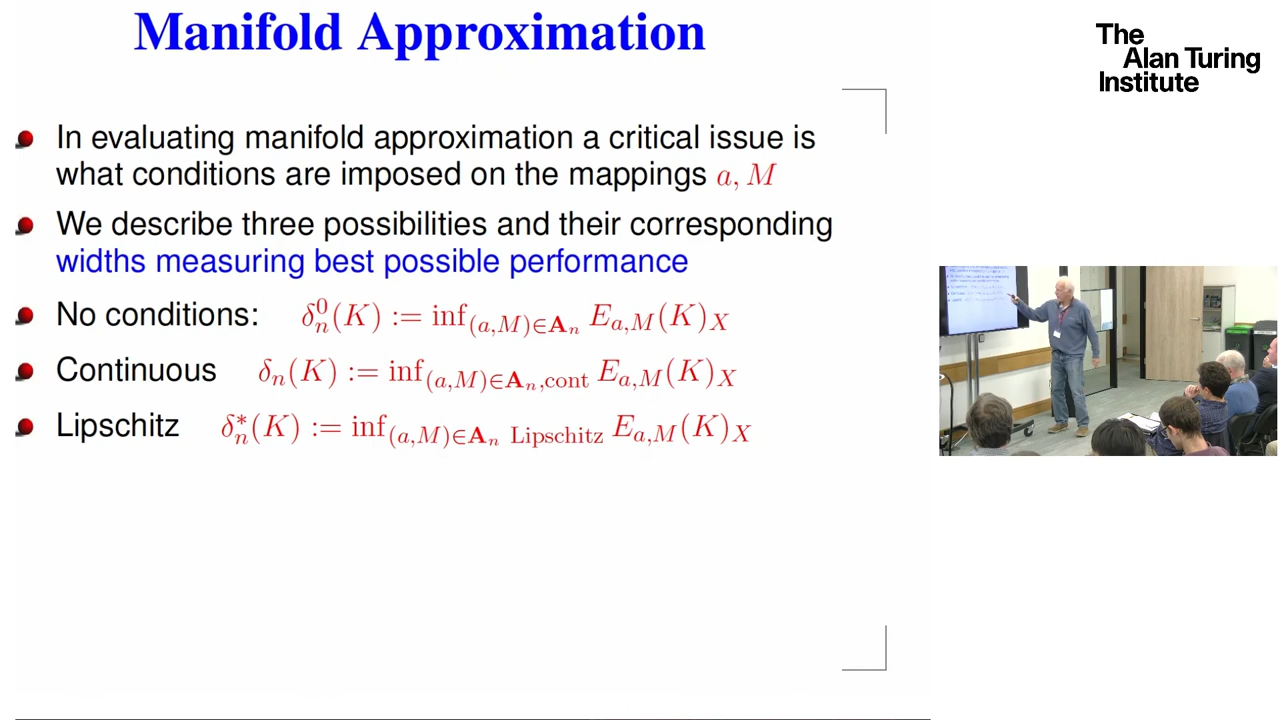 Manifold Approximation
The
Alan Turing
Institute
In evaluating manifold approximation a critical issue is
what conditions are imposed on the mappings a, M
We describe three possibilities and their corresponding
widths measuring best possible performance
No conditions: δ⁰ₙ(K) := inf₍ₐ,M₎∈𝐀ₙ Eₐ,M(K)X
Continuous δₙ(K) := inf₍ₐ,M₎∈𝐀ₙ,cont Eₐ,M(K)X
Lipschitz δ*ₙ(K) := inf₍ₐ,M₎∈𝐀ₙ Lipschitz Eₐ,M(K)X